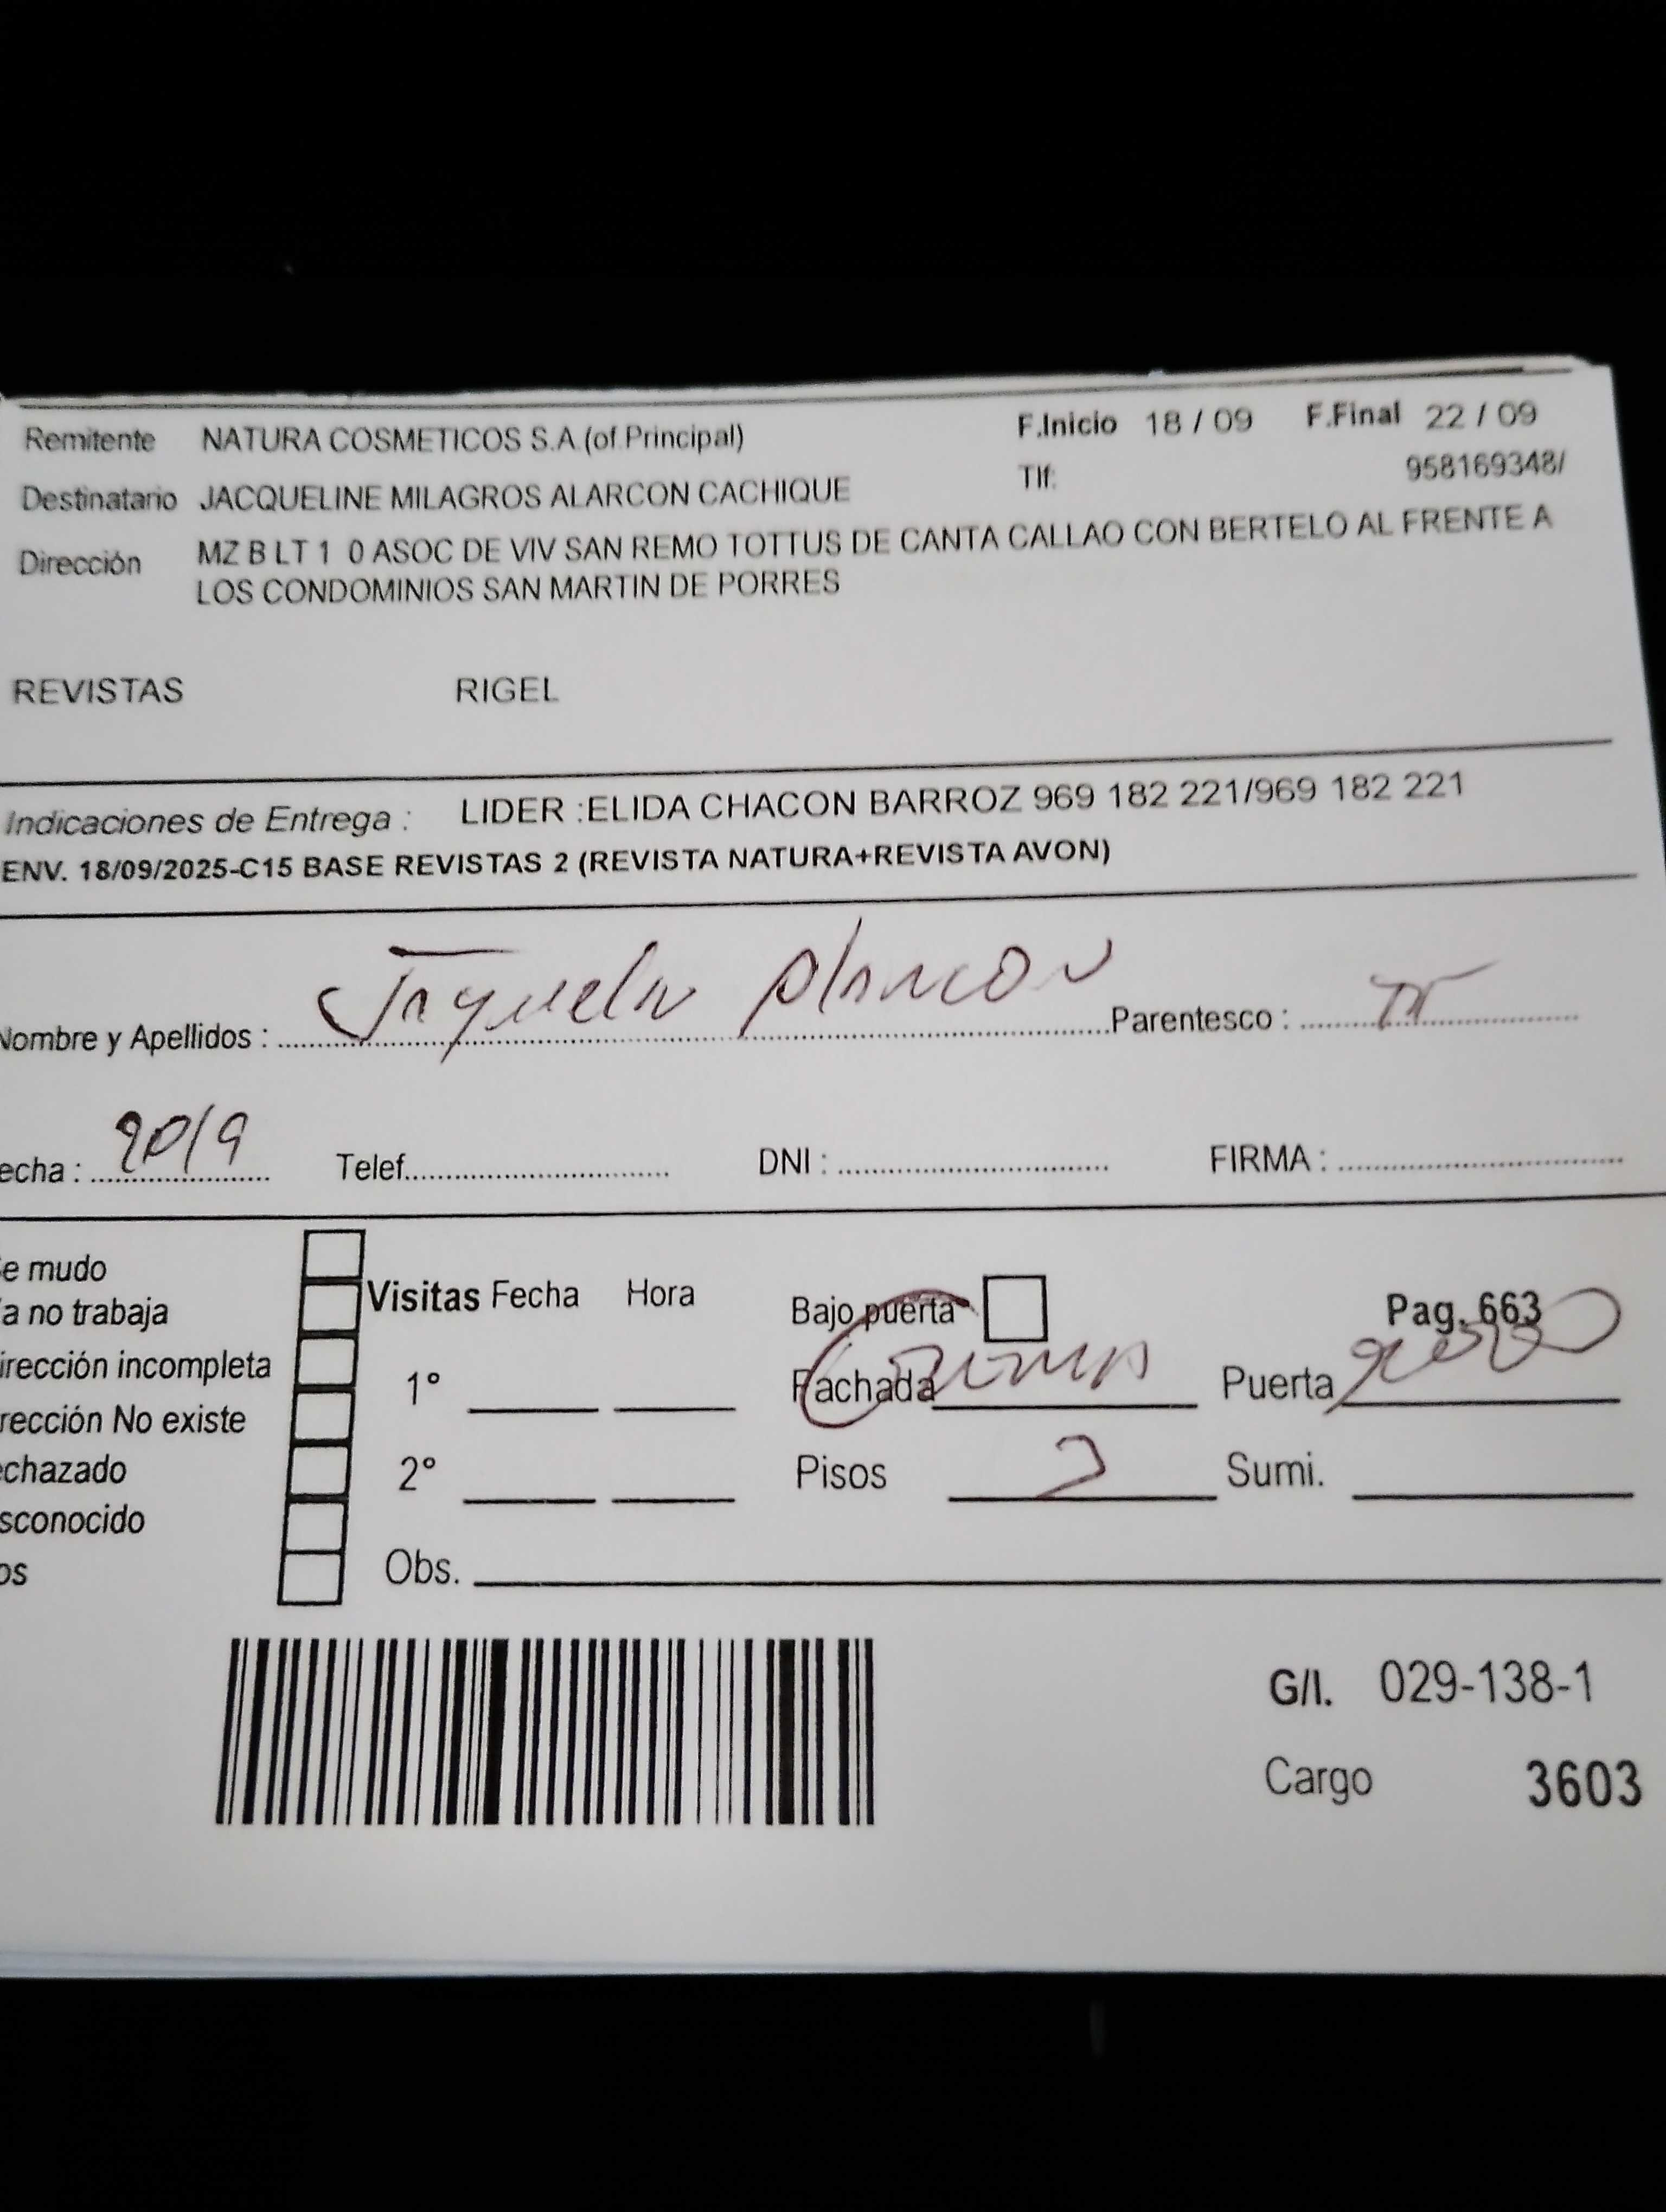 Remitente NATURA COSMETICOS S.A.(of.Principal) F.Inicio 18 / 09 F.Final 22 / 09
Destinatario JACQUELINE MILAGROS ALARCON CACHIQUE Tlf: 958169348/
Dirección MZ B LT 1 0 ASOC DE VIV SAN REMO TOTTUS DE CANTA CALLAO CON BERTELO AL FRENTE A
LOS CONDOMINIOS SAN MARTIN DE PORRES
REVISTAS RIGEL
Indicaciones de Entrega : LIDER :ELIDA CHACON BARROZ 969 182 221/969 182 221
ENV. 18/09/2025-C15 BASE REVISTAS 2 (REVISTA NATURA+REVISTA AVON)
Nombre y Apellidos : Jaquelin Alarcon Parentesco : TT
echa : 20/9 Telef. DNI : FIRMA :
e mudo
a no trabaja Visitas Fecha Hora Bajo puerta Pag. 663
irección incompleta 1° Fachada Crema Puerta
rección No existe
echazado 2° Pisos 2 Sumi.
sconocido
os Obs.
G/I. 029-138-1
Cargo 3603